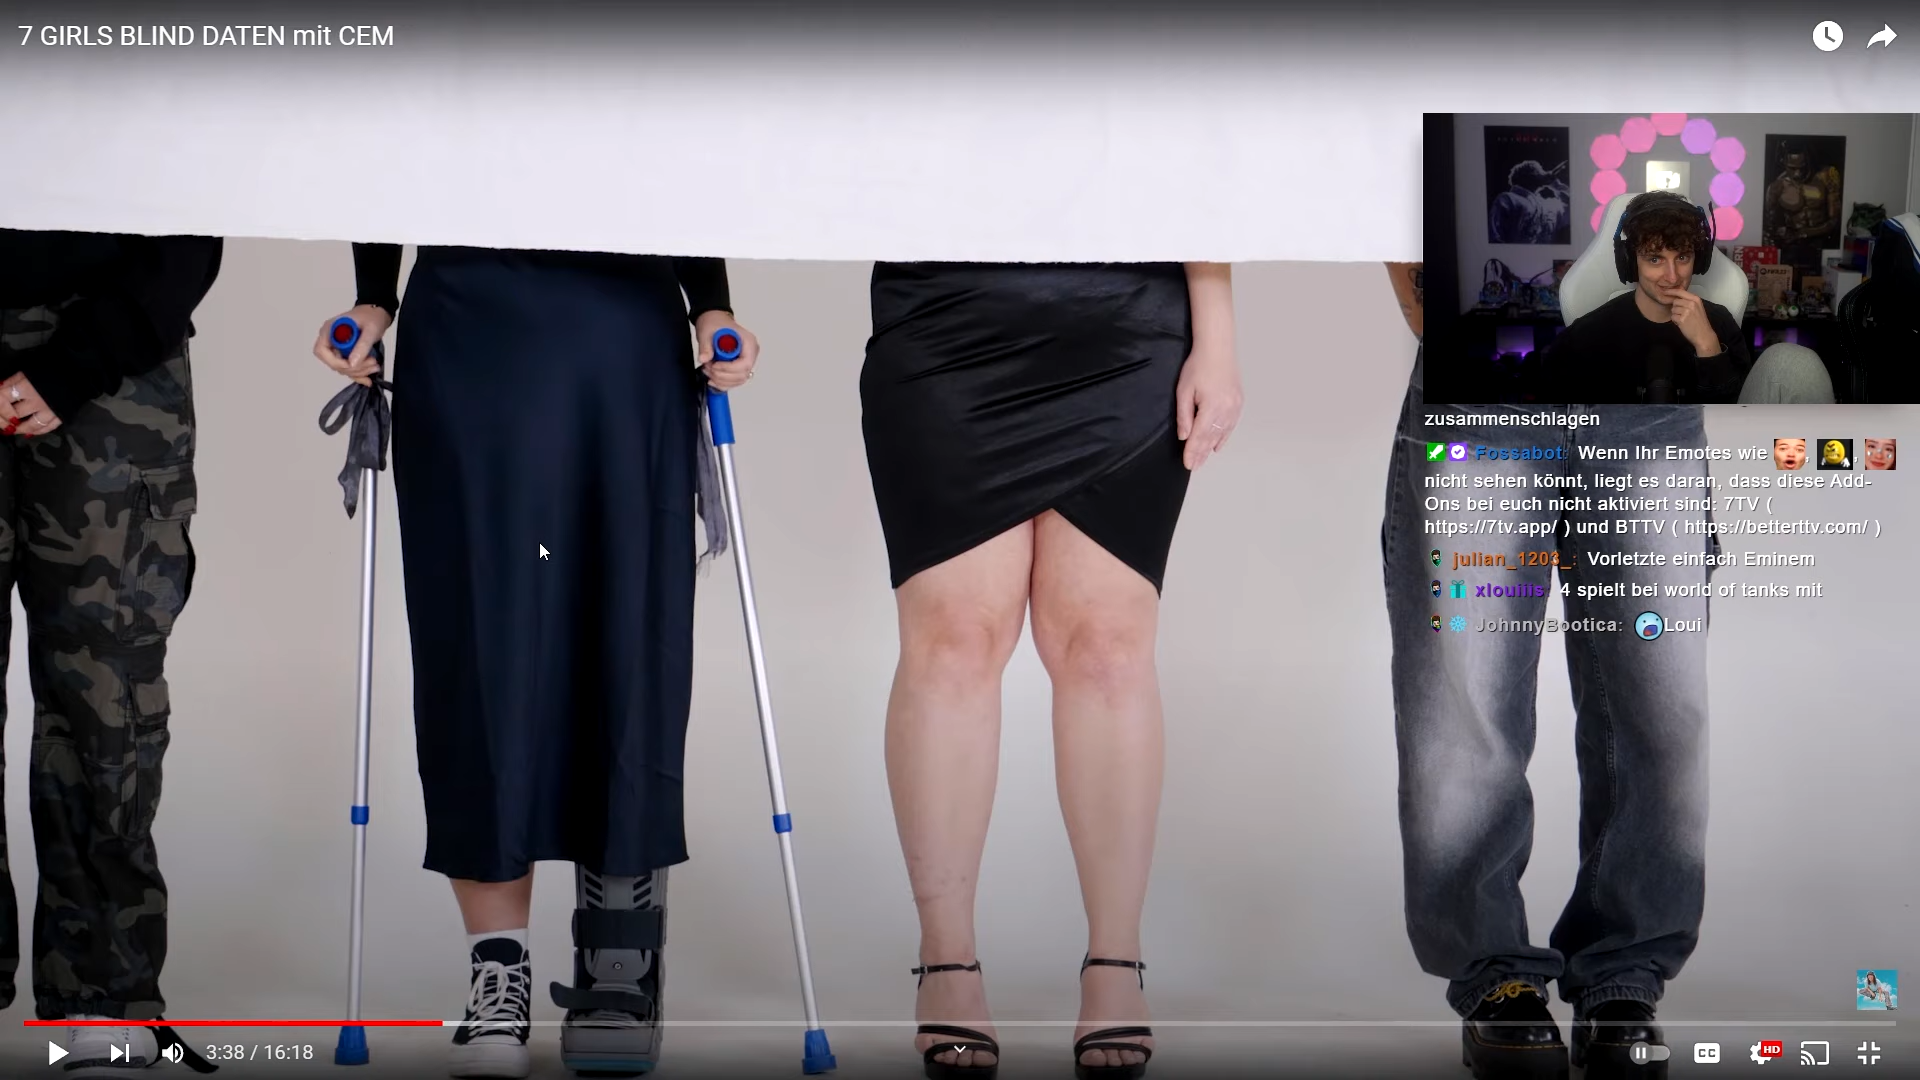 7 GIRLS BLIND DATEN mit CEM
zusammenschlagen
Fossabot: Wenn Ihr Emotes wie , ,
nicht sehen könnt, liegt es daran, dass diese Add-
Ons bei euch nicht aktiviert sind: 7TV (
https://7tv.app/ ) und BTTV ( https://betterttv.com/ )
julian_1203_: Vorletzte einfach Eminem
xlouiiis: 4 spielt bei world of tanks mit
JohnnyBootica: Loui
3:38 / 16:18
CC
HD